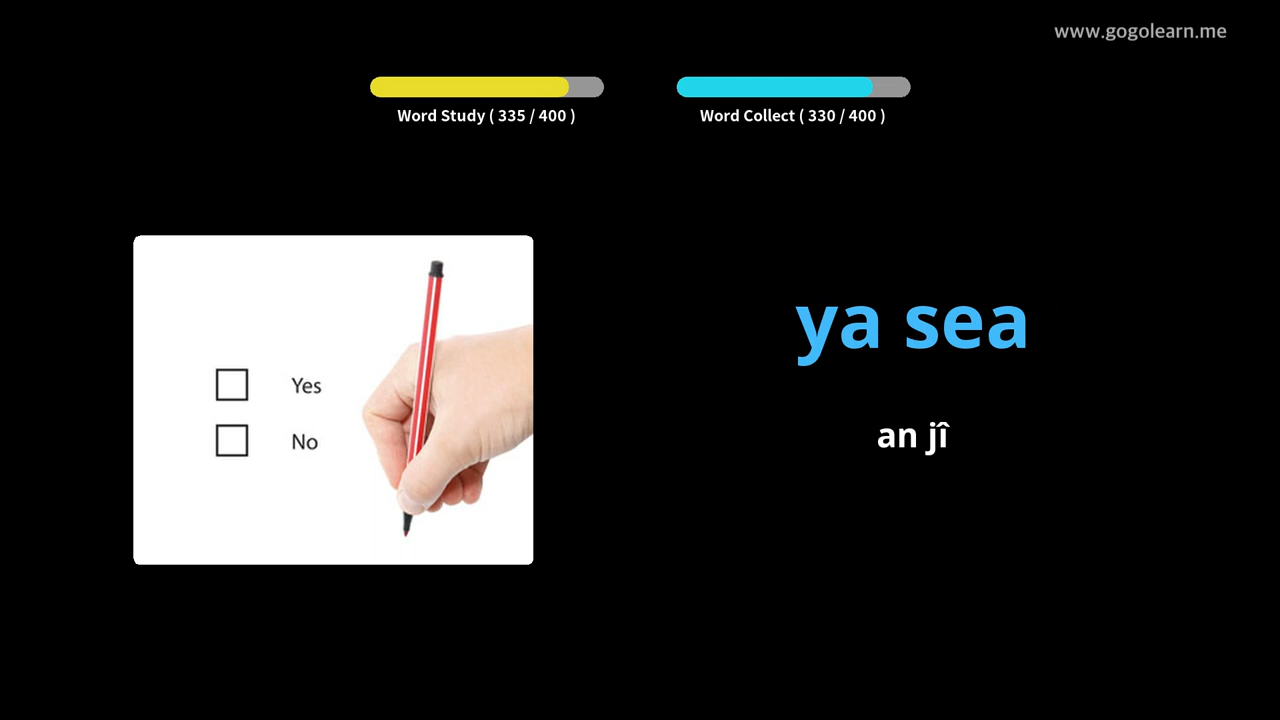 www.gogolearn.me
Word Study ( 335 / 400 )
Word Collect ( 330 / 400 )
Yes
No
ya sea
an jî